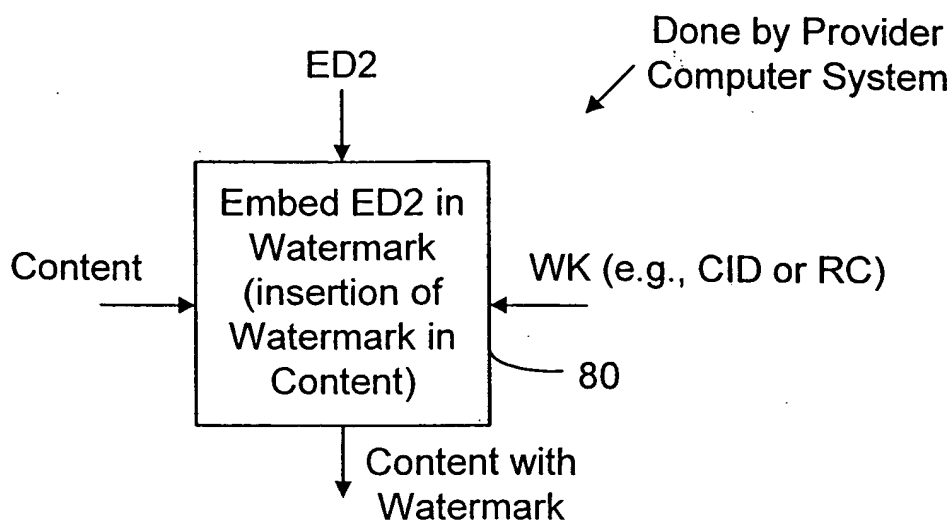 Done by Provider
Computer System
ED2
Embed ED2 in
Watermark
(insertion of
Watermark in
Content)
Content
WK (e.g., CID or RC)
80
Content with
Watermark